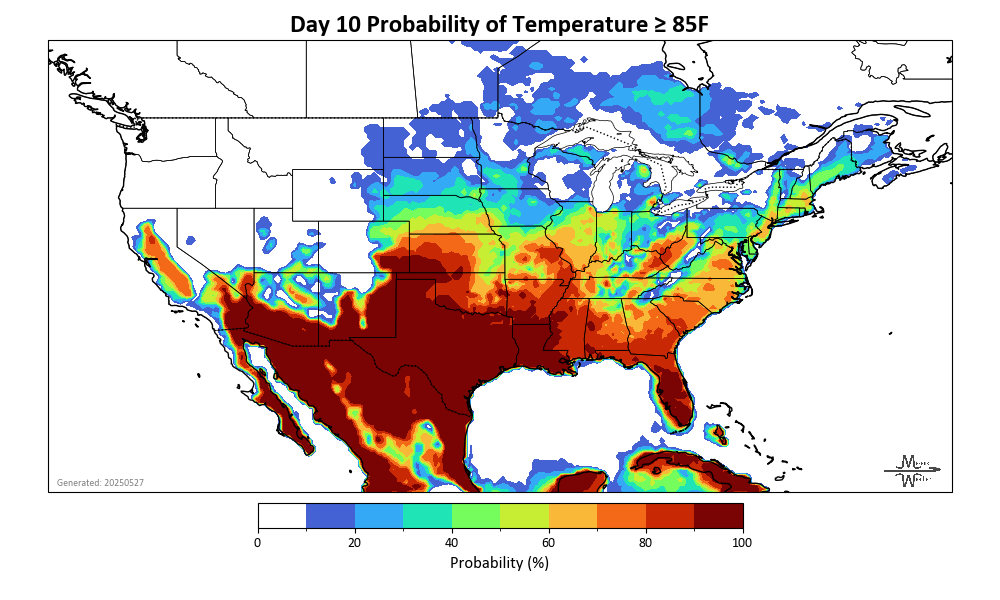 Day 10 Probability of Temperature ≥ 85F
Generated: 20250527
0 20 40 60 80 100
Probability (%)